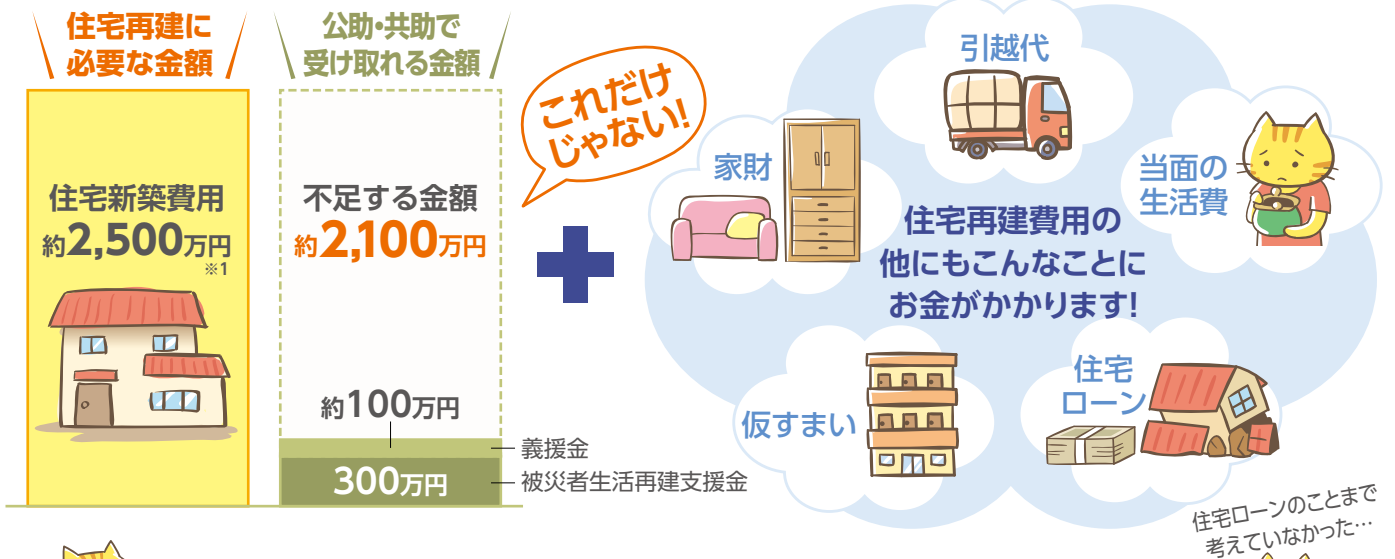 住宅再建に
必要な金額
公助・共助で
受け取れる金額
住宅新築費用
約2,500万円
※1
不足する金額
約2,100万円
約100万円
300万円
義援金
被災者生活再建支援金
これだけ
じゃない!
引越代
家財
当面の
生活費
住宅再建費用の
他にもこんなことに
お金がかかります!
仮すまい
住宅
ローン
住宅ローンのことまで
考えていなかった…